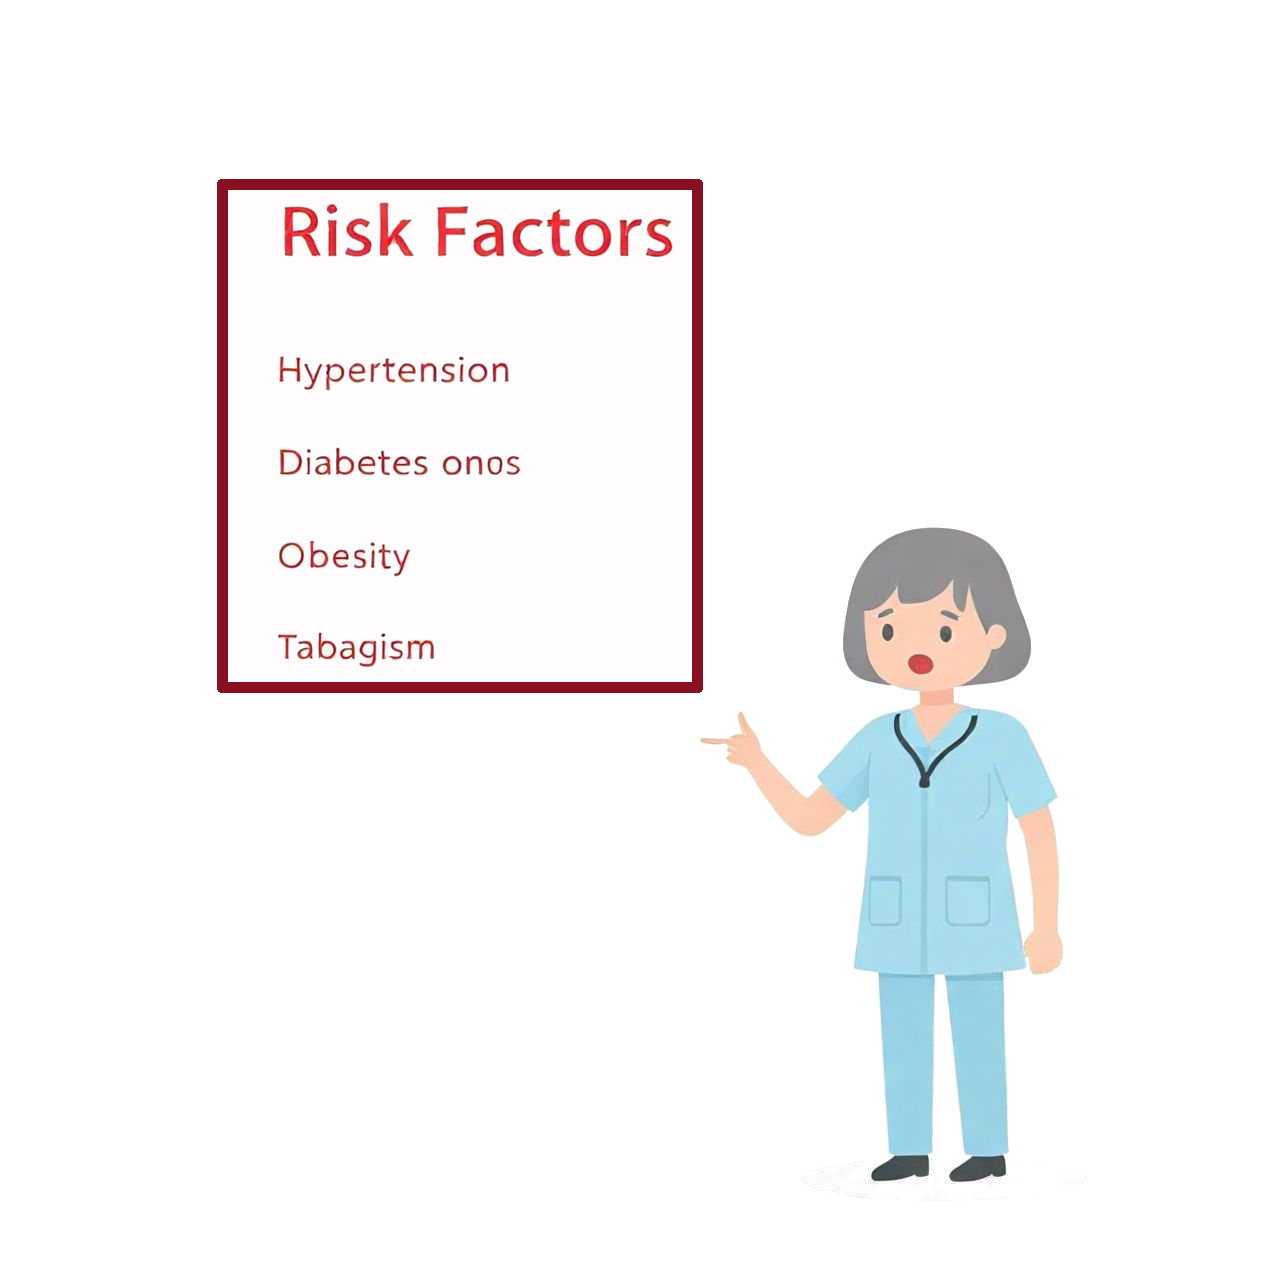 Risk Factors
Hypertension
Diabetes onos
Obesity
Tabagism